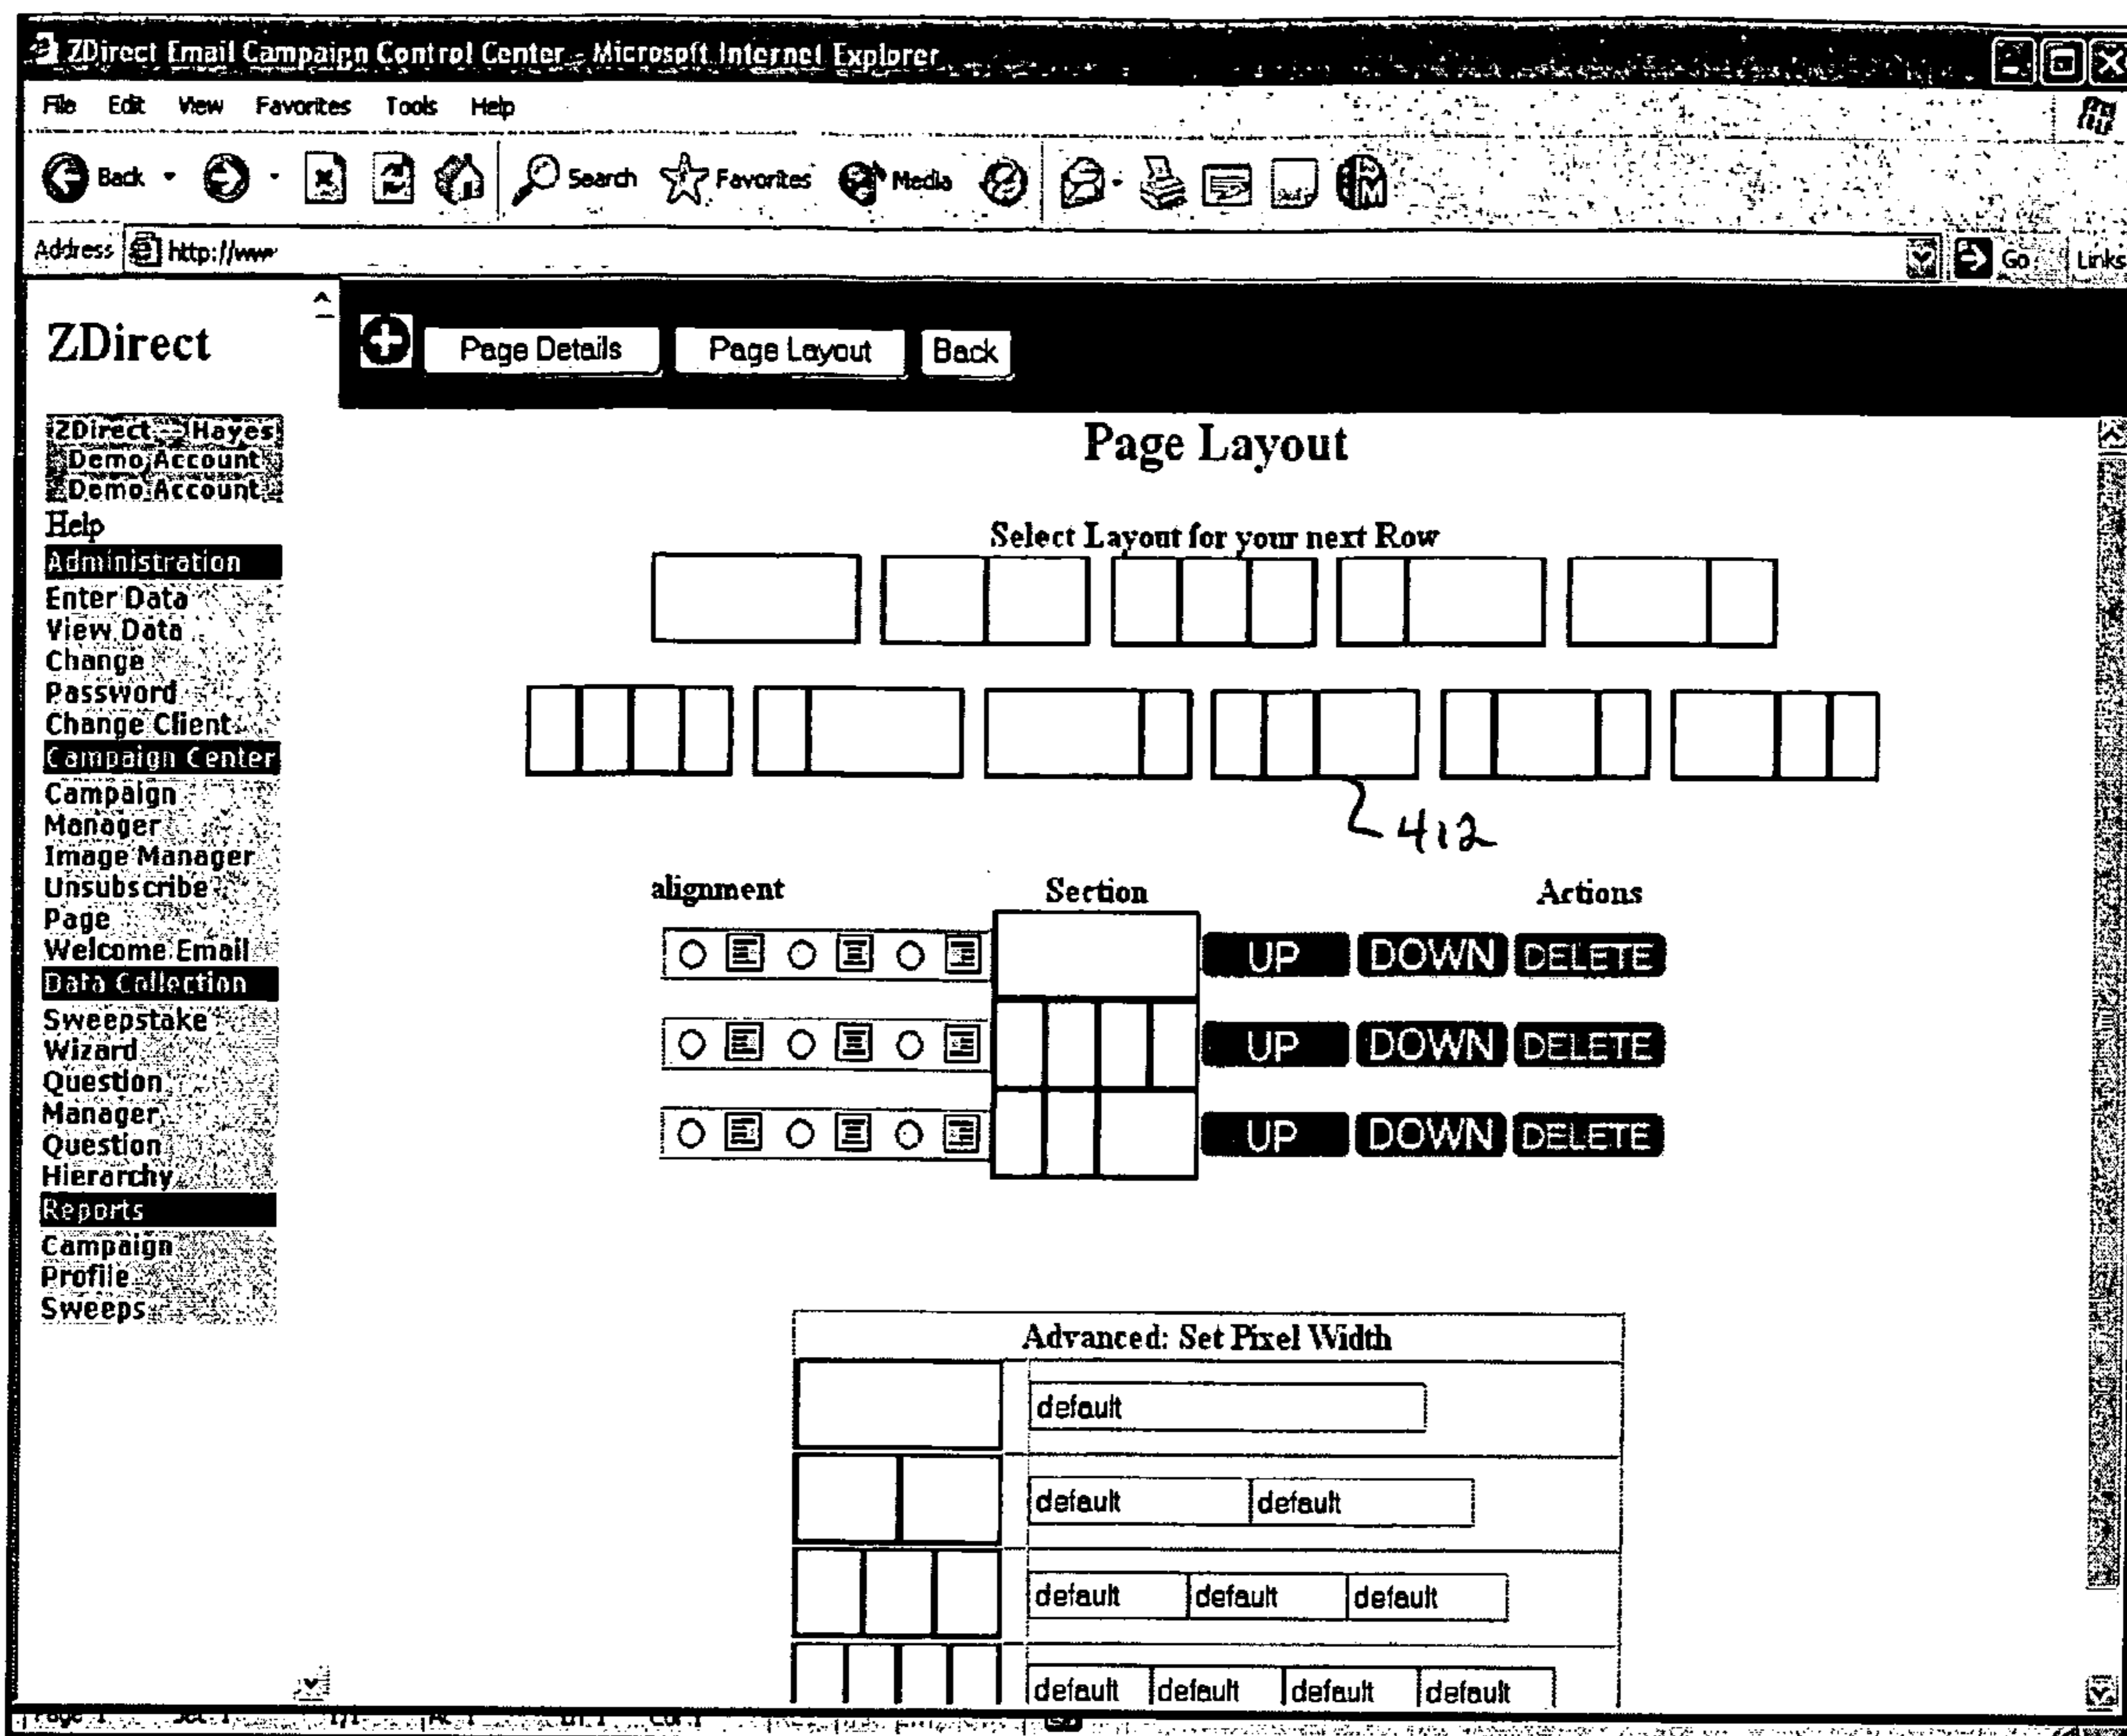 ZDirect Email Campaign Control Center - Microsoft Internet Explorer
File Edit View Favorites Tools Help
Back Search Favorites Media
Address http://www Go Links
ZDirect
Page Details Page Layout Back
ZDirect -> Hayes
Demo Account
Demo Account
Help
Administration
Enter Data
View Data
Change
Password
Change Client
Campaign Center
Campaign
Manager
Image Manager
Unsubscribe
Page
Welcome Email
Data Collection
Sweepstake
Wizard
Question
Manager
Question
Hierarchy
Reports
Campaign
Profile
Sweeps
Page Layout
Select Layout for your next Row
412
alignment Section Actions
UP DOWN DELETE
UP DOWN DELETE
UP DOWN DELETE
Advanced: Set Pixel Width
default
default default
default default default
default default default default